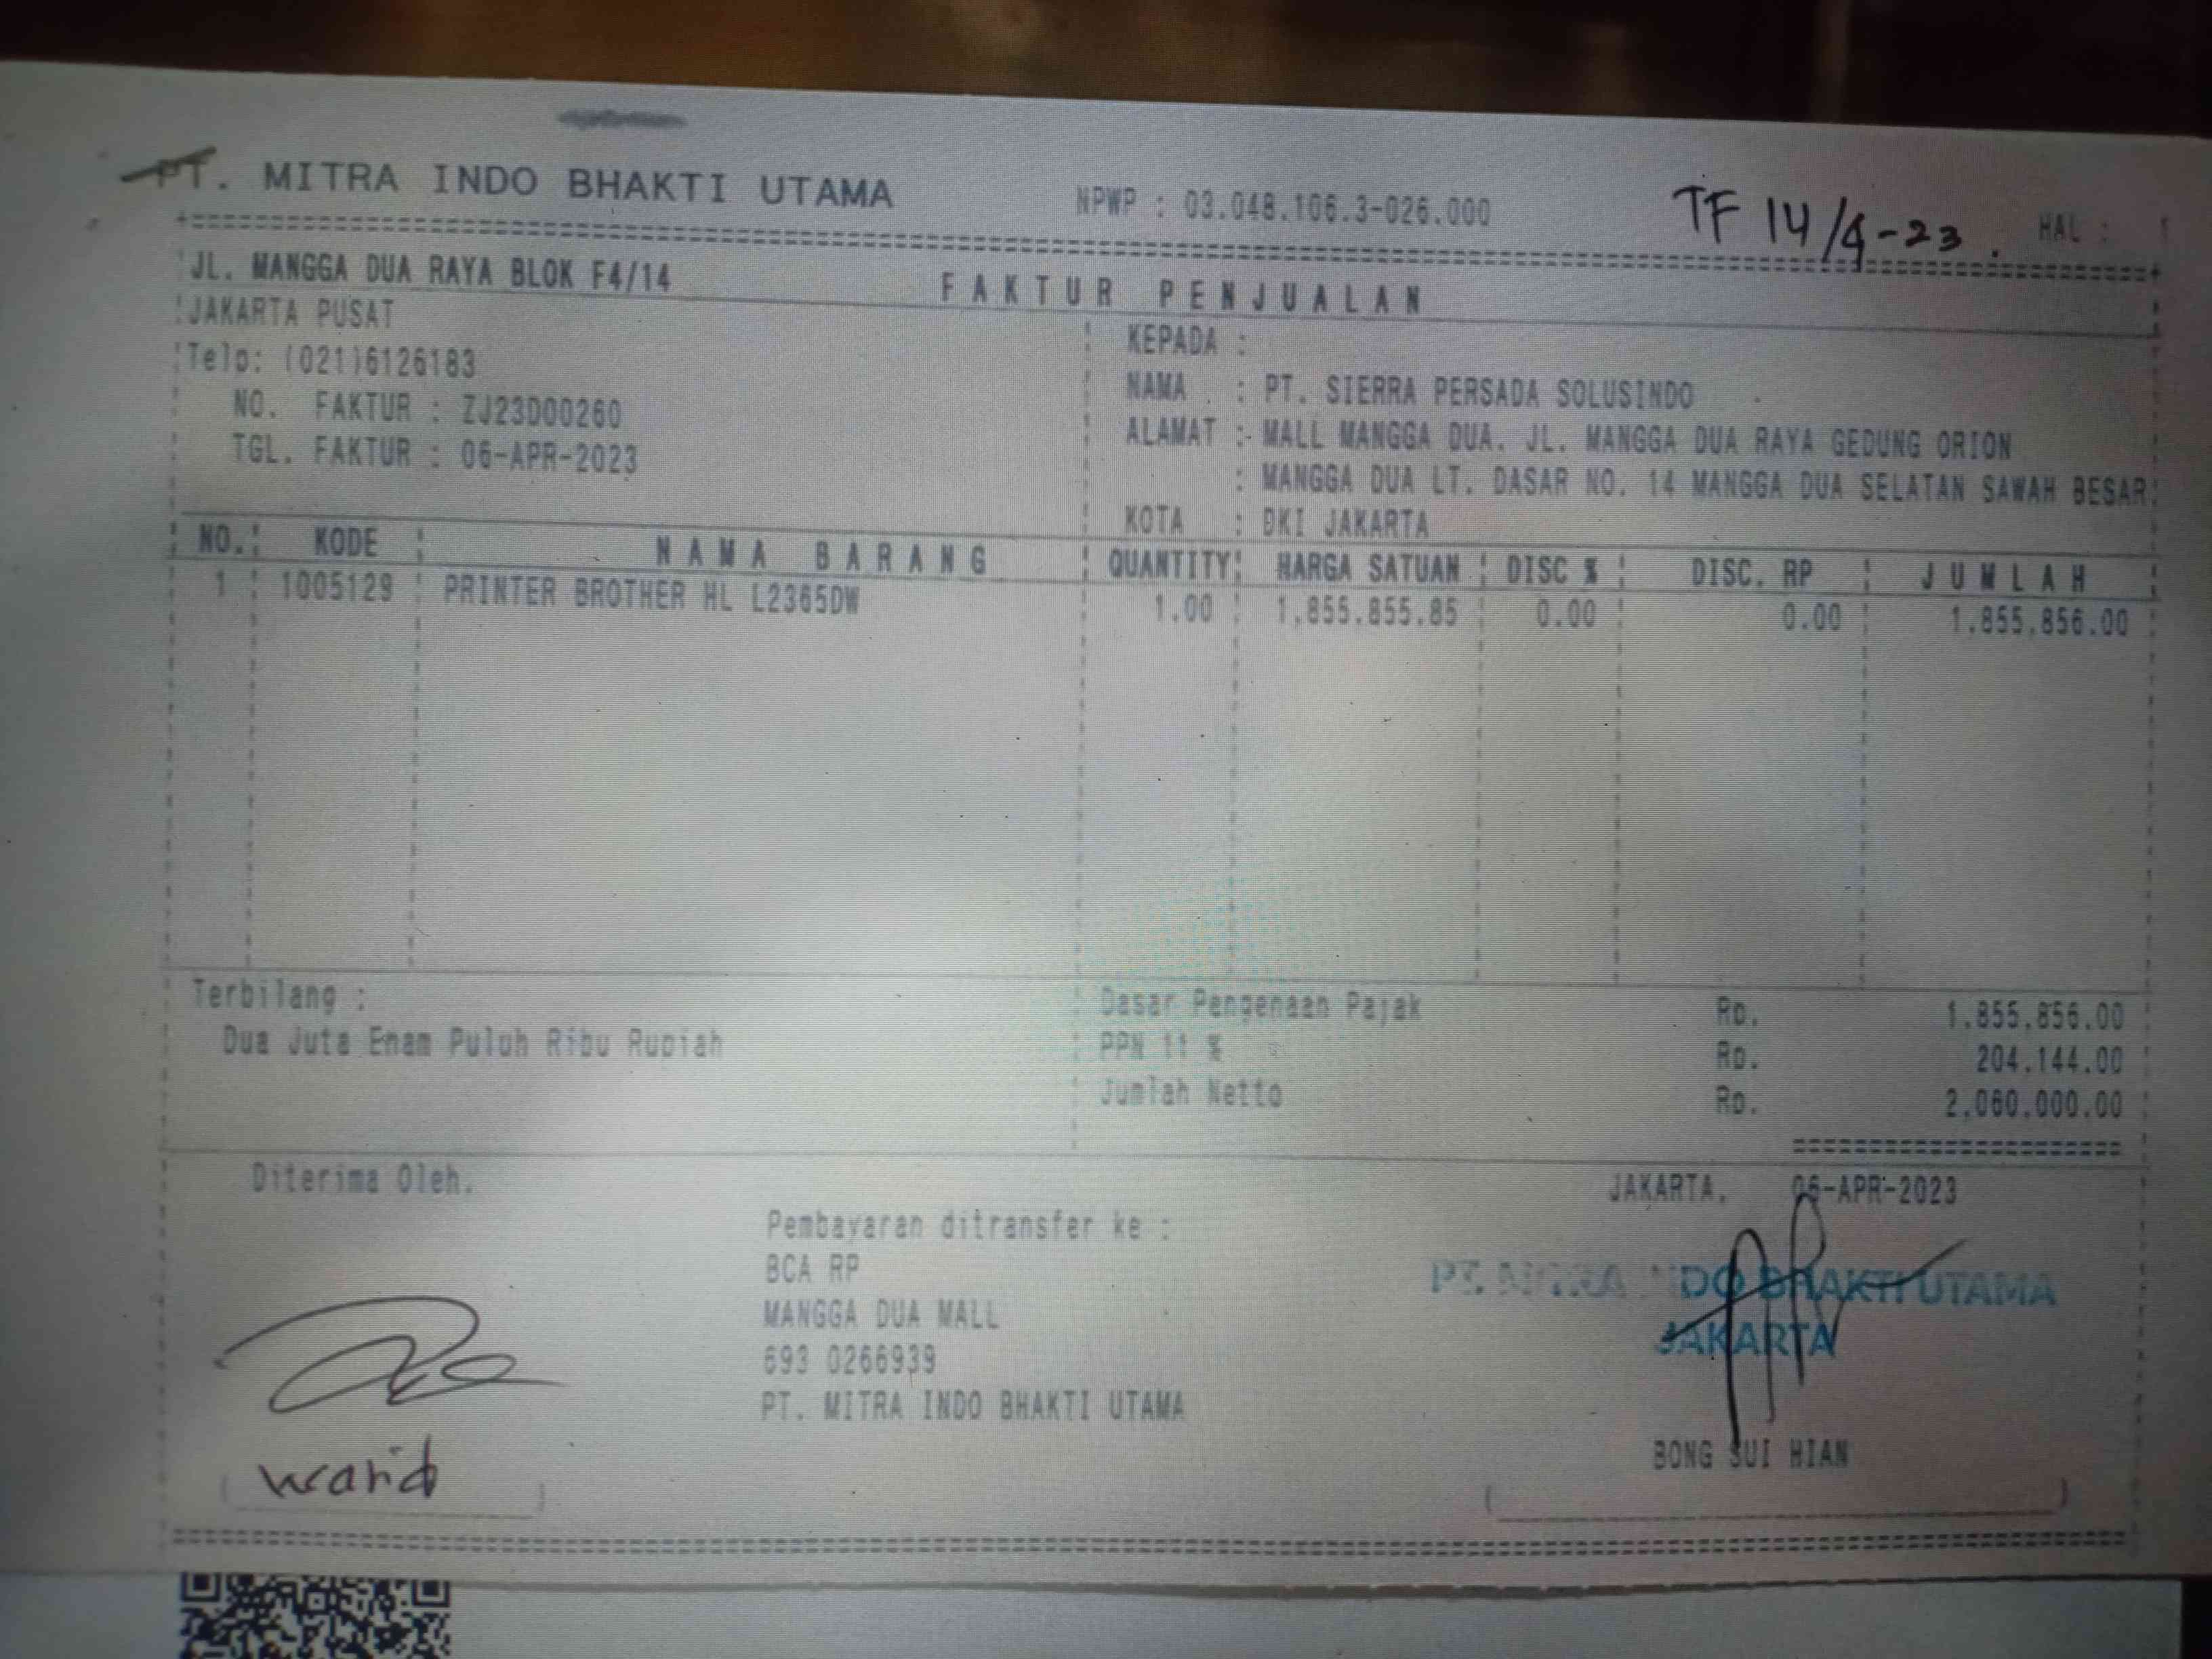 PT. MITRA INDO BHAKTI UTAMA NPWP : 03.048.106.3-026.000 TF 14/4-23. HAL : 1
JL. MANGGA DUA RAYA BLOK F4/14
FAKTUR PENJUALAN
JAKARTA PUSAT
Telp: (021)6126183
NO. FAKTUR : ZJ23D00260
TGL. FAKTUR : 06-APR-2023
KEPADA :
NAMA : PT. SIERRA PERSADA SOLUSINDO
ALAMAT : MALL MANGGA DUA. JL. MANGGA DUA RAYA GEDUNG ORION
: MANGGA DUA LT. DASAR NO. 14 MANGGA DUA SELATAN SAWAH BESAR
KOTA : DKI JAKARTA
NO. KODE NAMA BARANG QUANTITY HARGA SATUAN DISC % DISC. RP JUMLAH
1 1005129 PRINTER BROTHER HL L2365DW 1.00 1,855,855.85 0.00 0.00 1,855,856.00
Terbilang :
Dua Juta Enam Puluh Ribu Rupiah
Dasar Pengenaan Pajak Rp. 1,855,856.00
PPN 11 % Rp. 204,144.00
Jumlah Netto Rp. 2,060,000.00
Diterima Oleh.
warid
Pembayaran ditransfer ke :
BCA RP
MANGGA DUA MALL
693 0266939
PT. MITRA INDO BHAKTI UTAMA
JAKARTA, 06-APR-2023
PT. MITRA INDO BHAKTI UTAMA
JAKARTA
BONG SUI HIAN